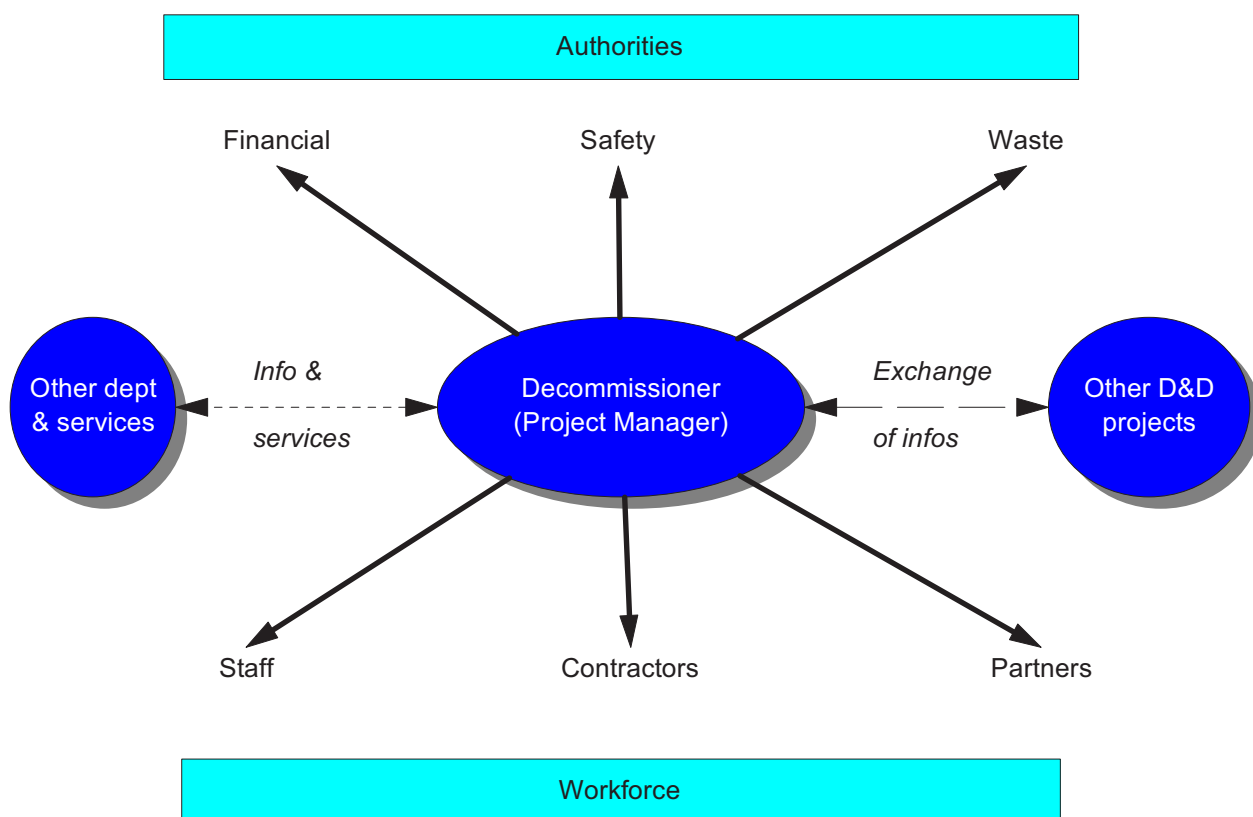 Authorities
Financial
Safety
Waste
Other dept
& services
Info &
services
Decommissioner
(Project Manager)
Exchange
of infos
Other D&D
projects
Staff
Contractors
Partners
Workforce